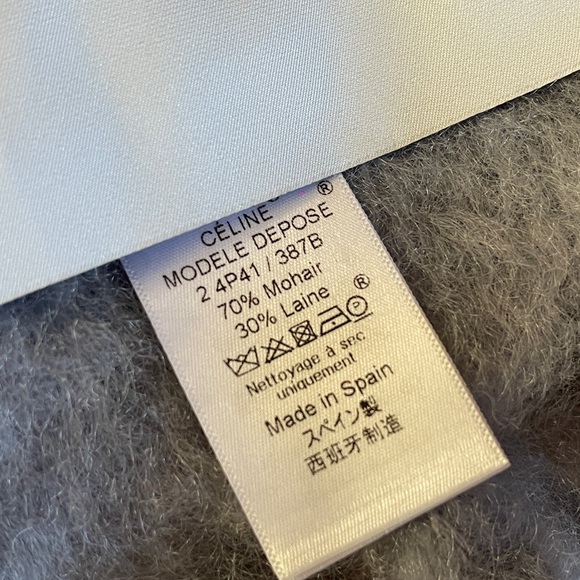 CÉLINE ®
MODELE DEPOSE
2 4P41 / 387B
70% Mohair
30% Laine ®
P
Nettoyage à sec
uniquement
Made in Spain
スペイン製
西班牙制造